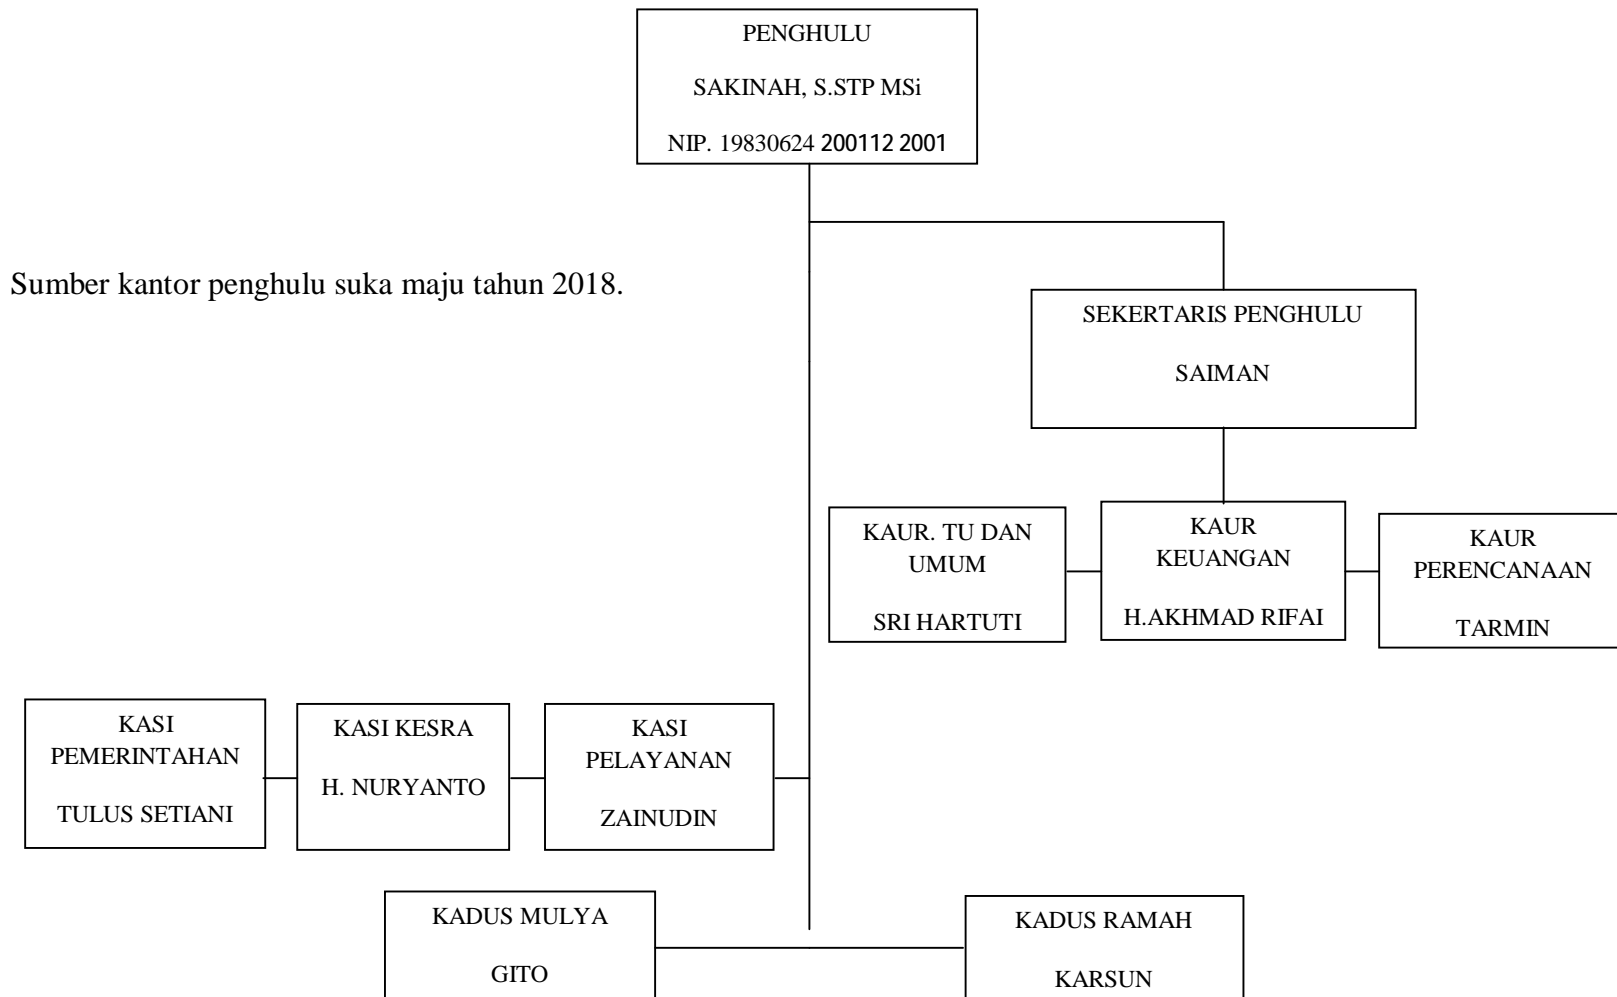 PENGHULU
SAKINAH, S.STP MSi
NIP. 19830624 200112 2001
Sumber kantor penghulu suka maju tahun 2018.
SEKERTARIS PENGHULU
SAIMAN
KAUR. TU DAN
UMUM
SRI HARTUTI
KAUR
KEUANGAN
H.AKHMAD RIFAI
KAUR
PERENCANAAN
TARMIN
KASI
PEMERINTAHAN
TULUS SETIANI
KASI KESRA
H. NURYANTO
KASI
PELAYANAN
ZAINUDIN
KADUS MULYA
GITO
KADUS RAMAH
KARSUN